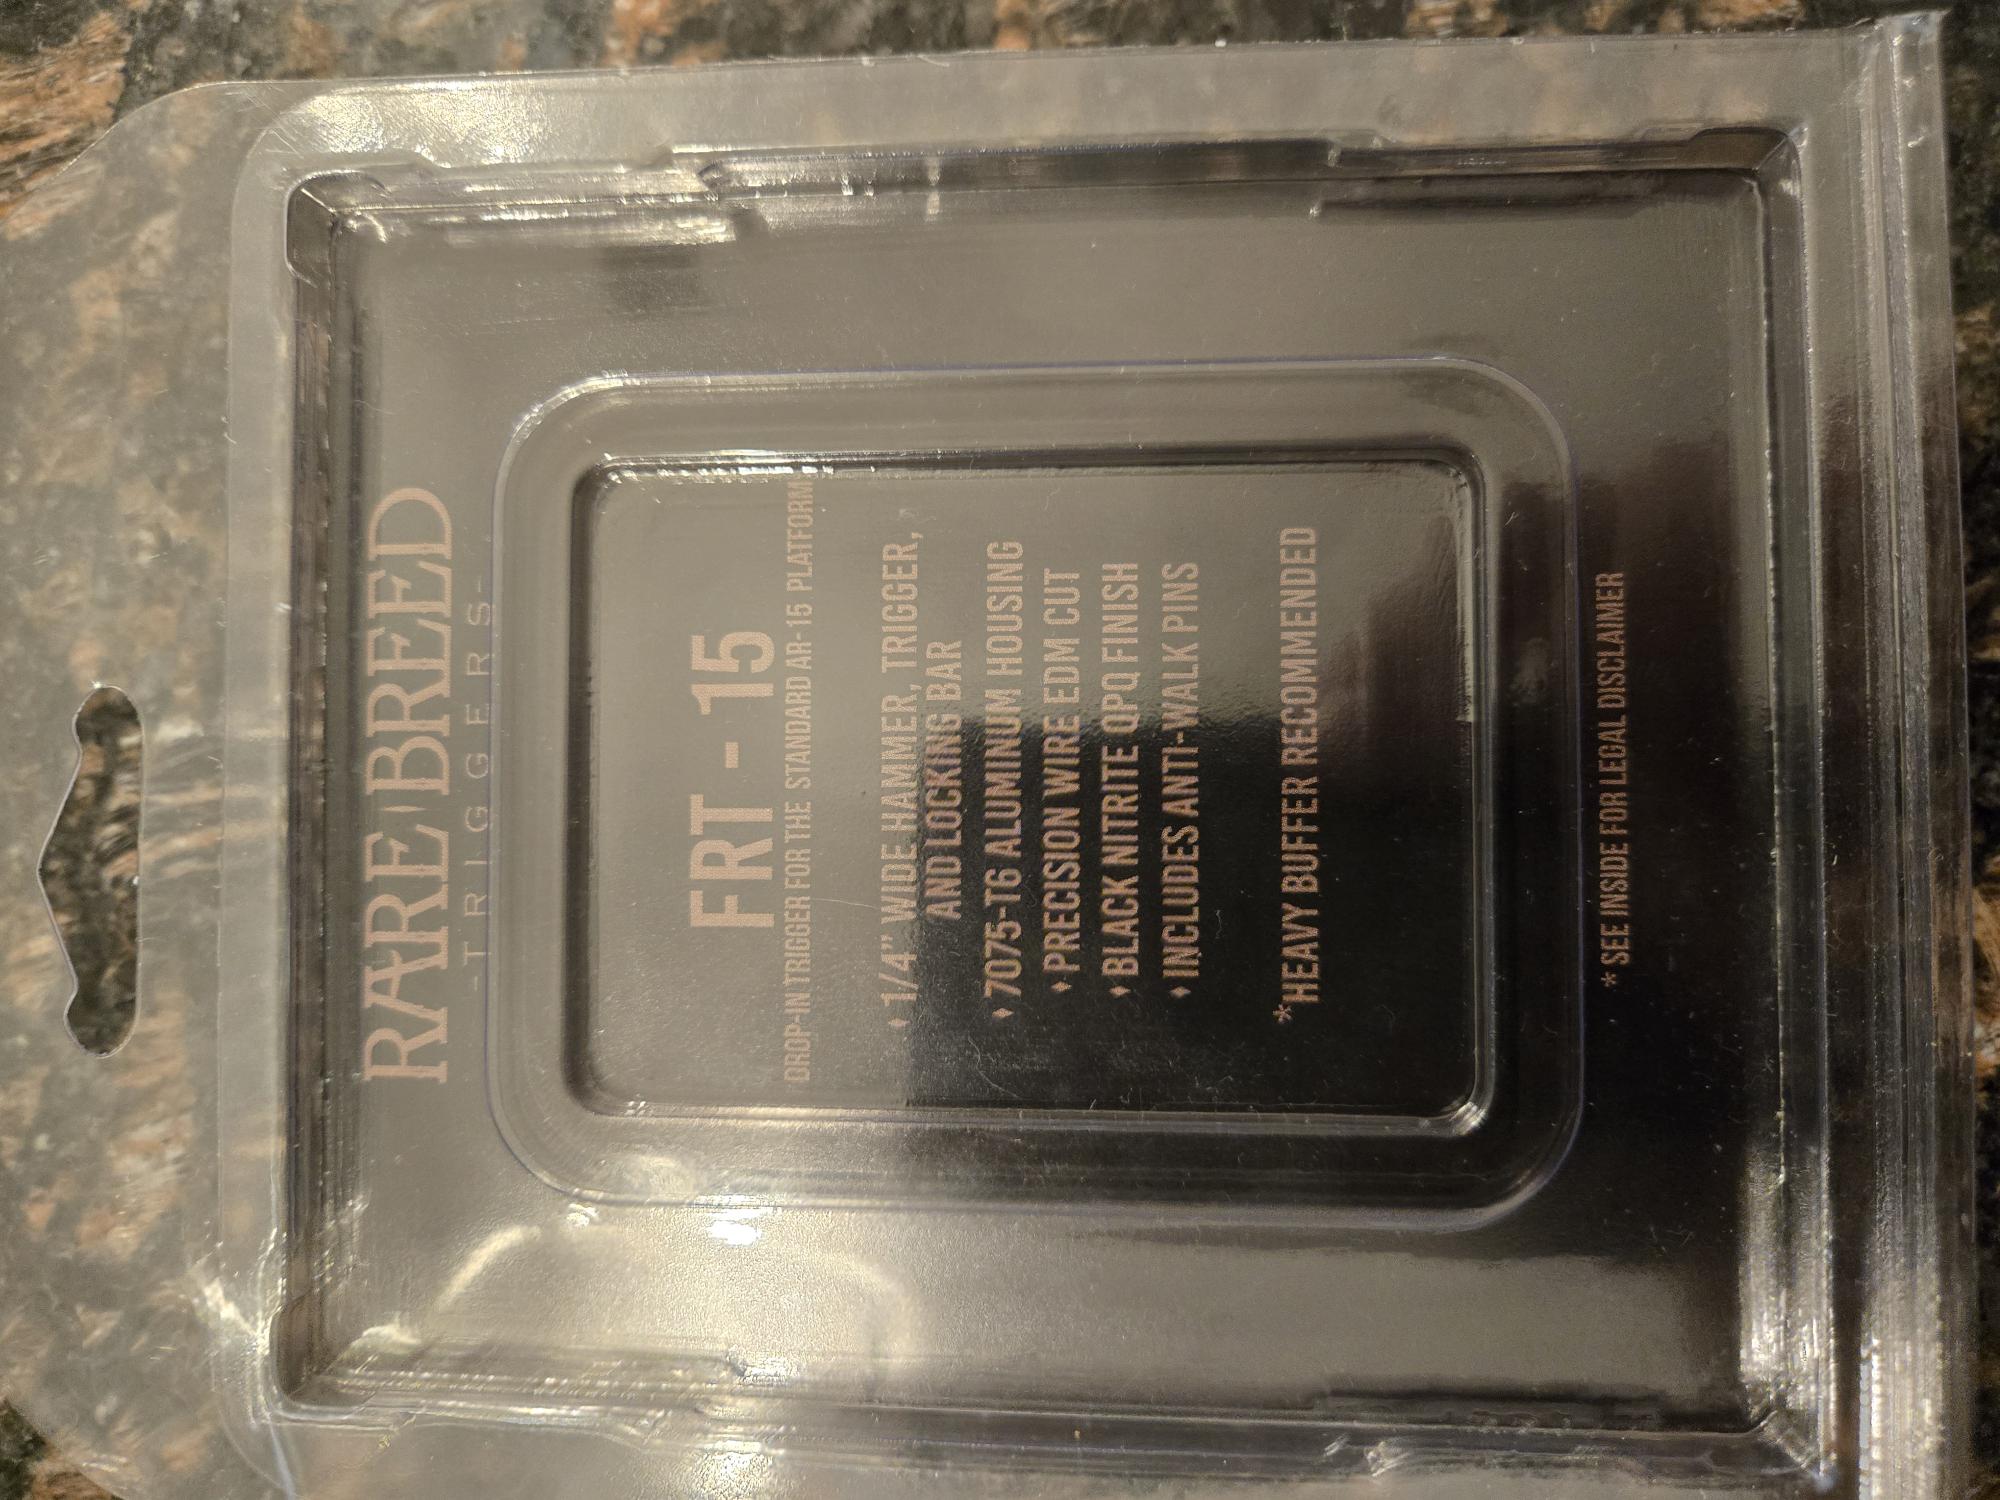 RARE BREED
-TRIGGERS-
FRT - 15
DROP-IN TRIGGER FOR THE STANDARD AR-15 PLATFORM
♦ 1/4" WIDE HAMMER, TRIGGER,
AND LOCKING BAR
♦ 7075-T6 ALUMINUM HOUSING
♦ PRECISION WIRE EDM CUT
♦ BLACK NITRITE QPQ FINISH
♦ INCLUDES ANTI-WALK PINS
*HEAVY BUFFER RECOMMENDED
* SEE INSIDE FOR LEGAL DISCLAIMER